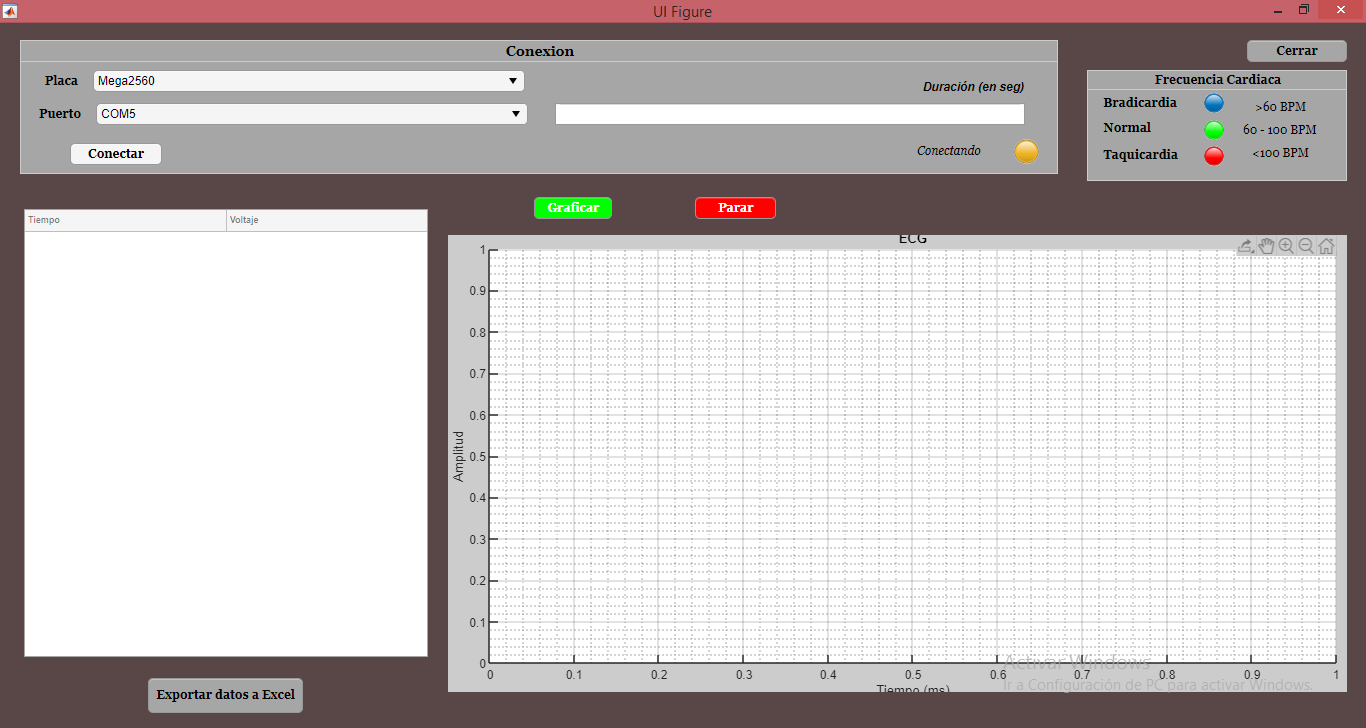 UI Figure
Conexion
Cerrar
Placa
Mega2560
Duración (en seg)
Puerto
COM5
Conectar
Conectando
Frecuencia Cardiaca
Bradicardia
>60 BPM
Normal
60 - 100 BPM
Taquicardia
<100 BPM
Graficar
Parar
Tiempo
Voltaje
ECG
1
0.9
0.8
0.7
0.6
0.5
0.4
0.3
0.2
0.1
0
Amplitud
0 0.1 0.2 0.3 0.4 0.5 0.6 0.7 0.8 0.9 1
Tiempo (ms)
Activar Windows
Ir a Configuración de PC para activar Windows.
Exportar datos a Excel